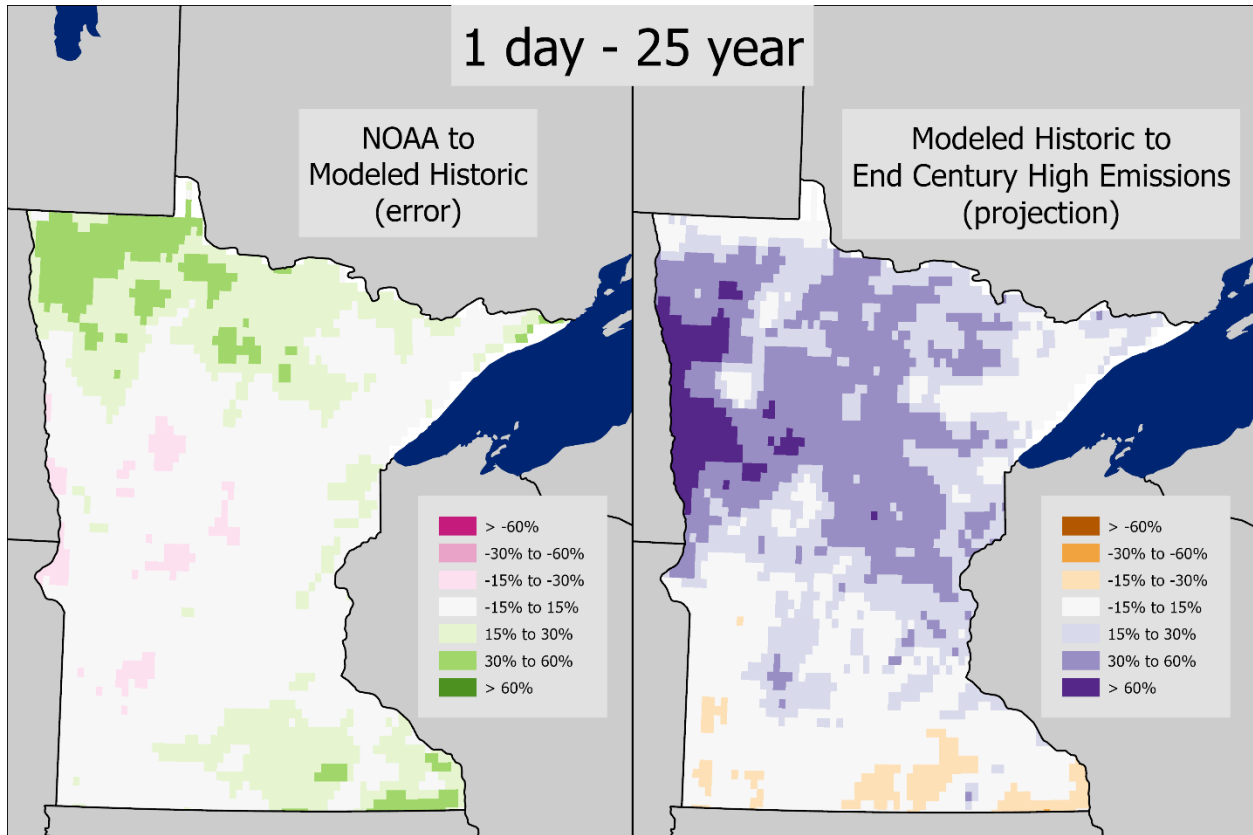 1 day - 25 year
NOAA to
Modeled Historic
(error)
> -60%
-30% to -60%
-15% to -30%
-15% to 15%
15% to 30%
30% to 60%
> 60%
Modeled Historic to
End Century High Emissions
(projection)
> -60%
-30% to -60%
-15% to -30%
-15% to 15%
15% to 30%
30% to 60%
> 60%